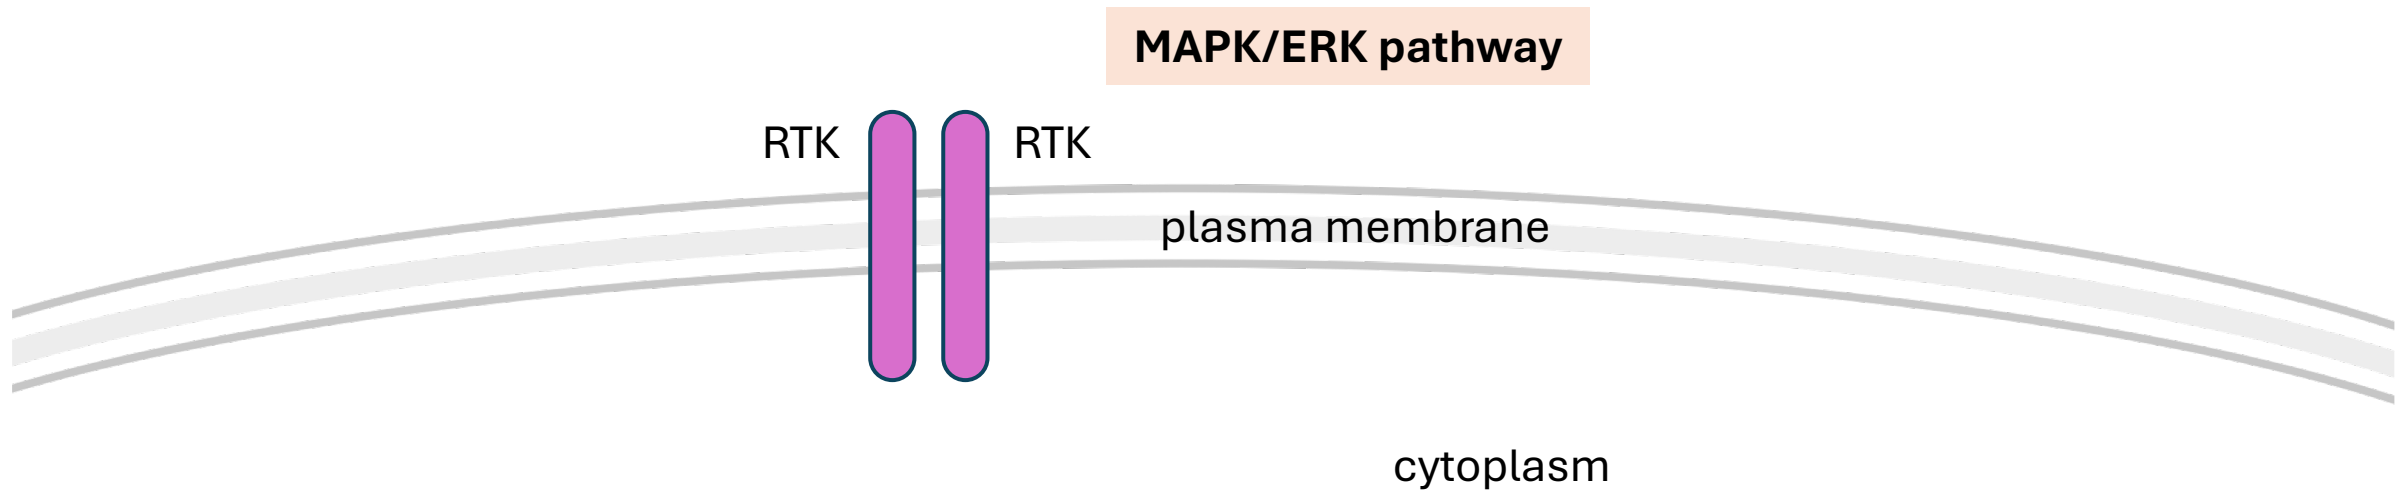 MAPK/ERK pathway
RTK
RTK
plasma membrane
cytoplasm